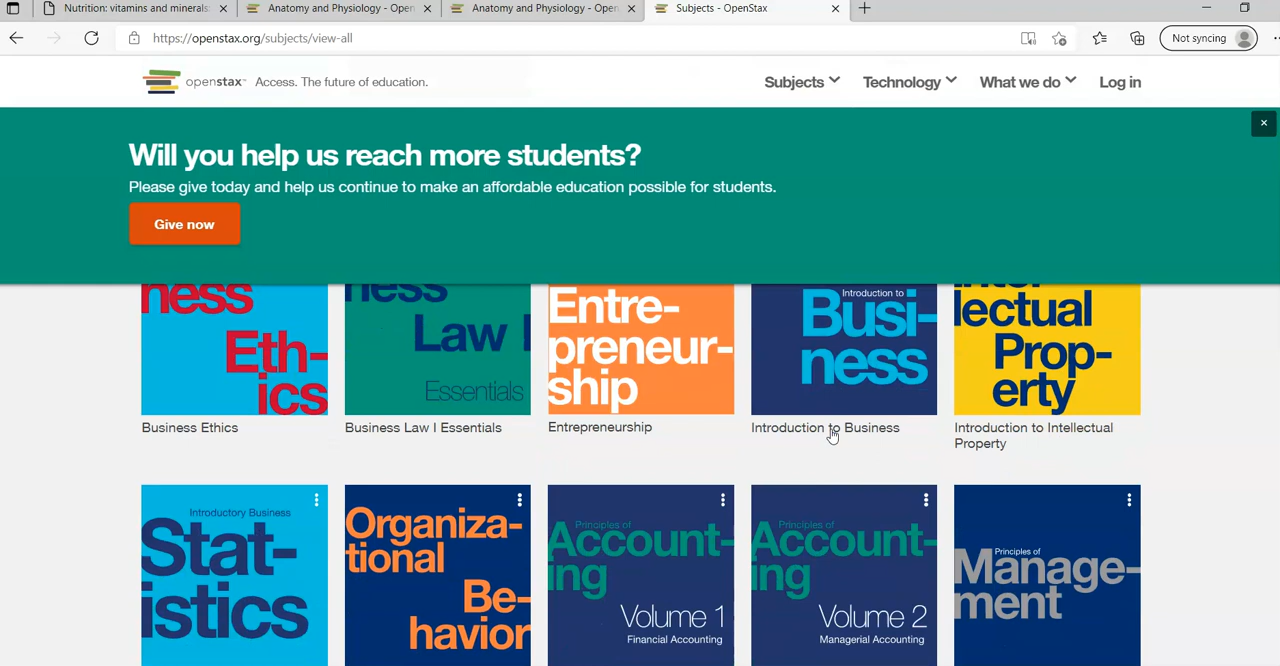 Nutrition: vitamins and minerals
Anatomy and Physiology - Open
Anatomy and Physiology - Open
Subjects - OpenStax
https://openstax.org/subjects/view-all
Not syncing
openstax™ Access. The future of education.
Subjects
Technology
What we do
Log in
Will you help us reach more students?
Please give today and help us continue to make an affordable education possible for students.
Give now
ness
Eth-
ics
ness
Law I
Essentials
Entre-
preneur-
ship
Introduction to
Busi-
ness
lectual
Prop-
erty
Business Ethics
Business Law I Essentials
Entrepreneurship
Introduction to Business
Introduction to Intellectual
Property
Introductory Business
Stat-
istics
Organiza-
tional
Be-
havior
Principles of
Account-
ing
Volume 1
Financial Accounting
Principles of
Account-
ing
Volume 2
Managerial Accounting
Principles of
Manage-
ment